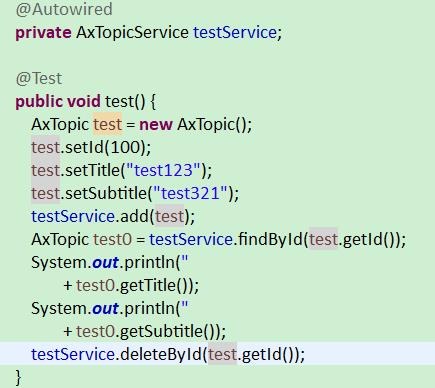 @Autowired
private AxTopicService testService;
@Test
public void test() {
AxTopic test = new AxTopic();
test.setId(100);
test.setTitle("test123");
test.setSubtitle("test321");
testService.add(test);
AxTopic test0 = testService.findById(test.getId());
System.out.println("
+ test0.getTitle());
System.out.println("
+ test0.getSubtitle());
testService.deleteById(test.getId());
}